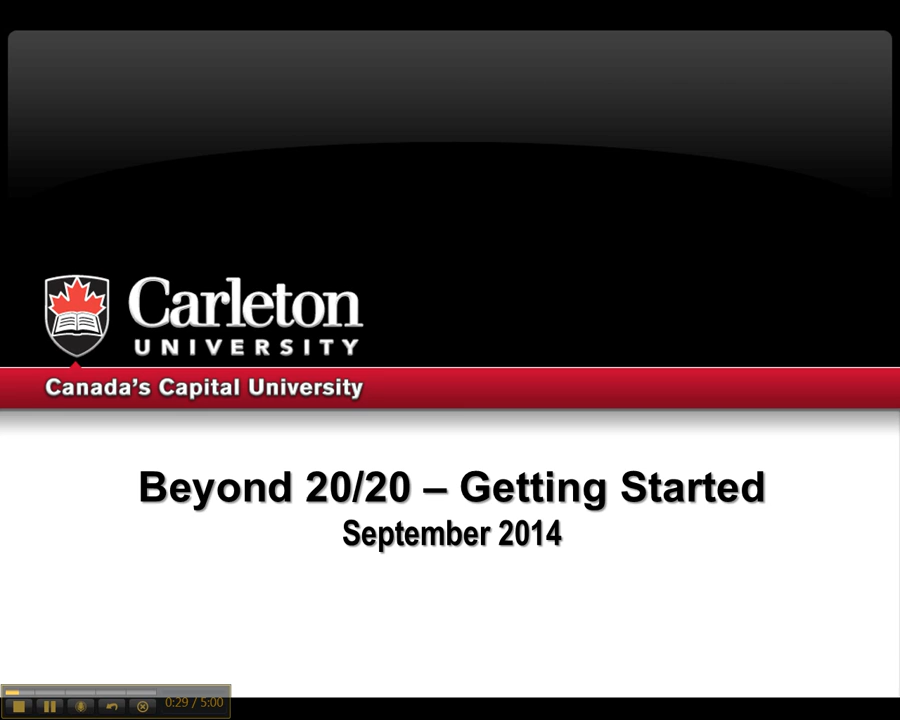 Carleton
UNIVERSITY
Canada's Capital University
Beyond 20/20 – Getting Started
September 2014
0:29 / 5:00